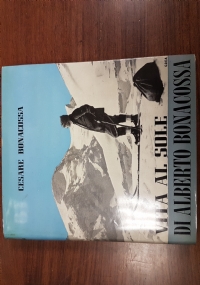 CESARE BONACOSSA
VITA AL SOLE
DI ALBERTO BONACOSSA